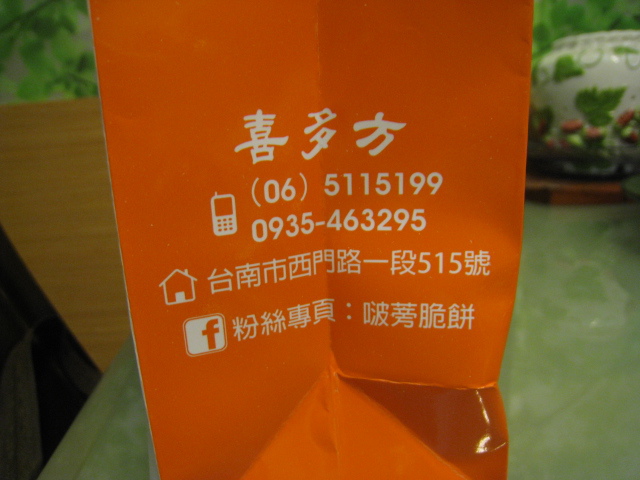 喜多方
(06) 5115199
0935-463295
台南市西門路一段515號
f 粉絲專頁：啵蒡脆餅